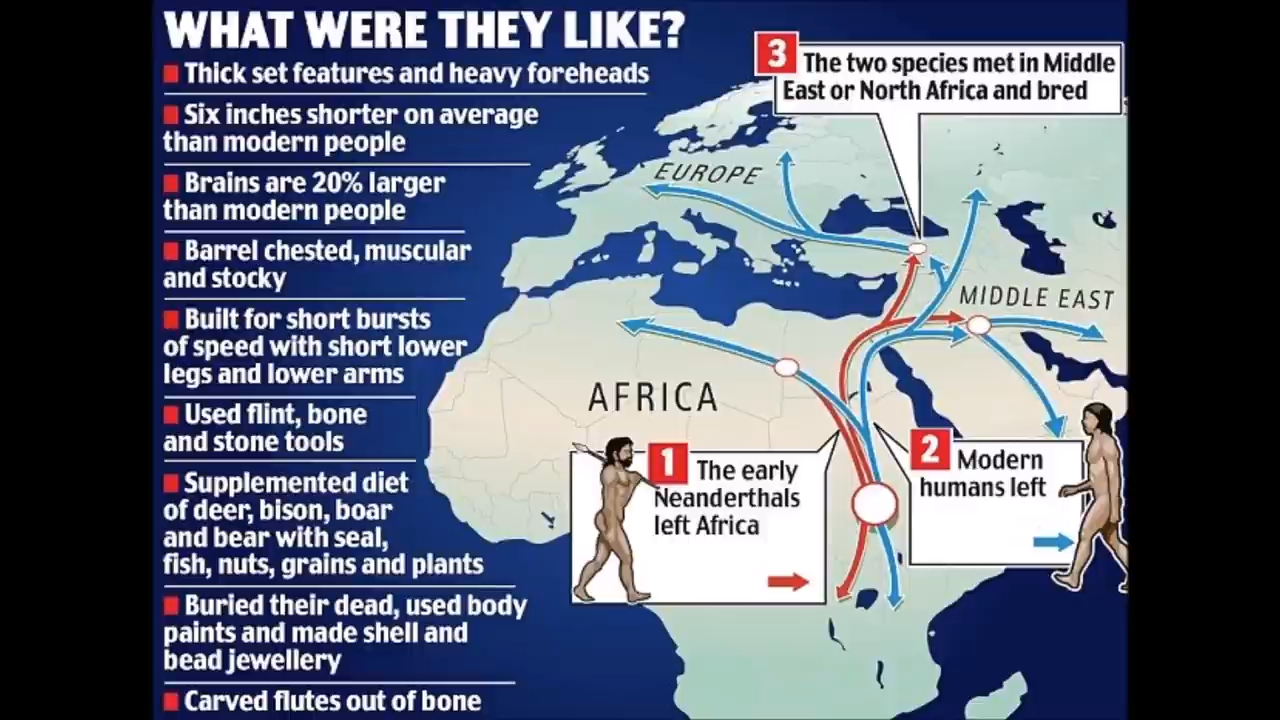 WHAT WERE THEY LIKE?
Thick set features and heavy foreheads
Six inches shorter on average
than modern people
Brains are 20% larger
than modern people
Barrel chested, muscular
and stocky
Built for short bursts
of speed with short lower
legs and lower arms
Used flint, bone
and stone tools
Supplemented diet
of deer, bison, boar
and bear with seal,
fish, nuts, grains and plants
Buried their dead, used body
paints and made shell and
bead jewellery
Carved flutes out of bone
3 The two species met in Middle
East or North Africa and bred
EUROPE
MIDDLE EAST
AFRICA
1 The early
Neanderthals
left Africa
2 Modern
humans left